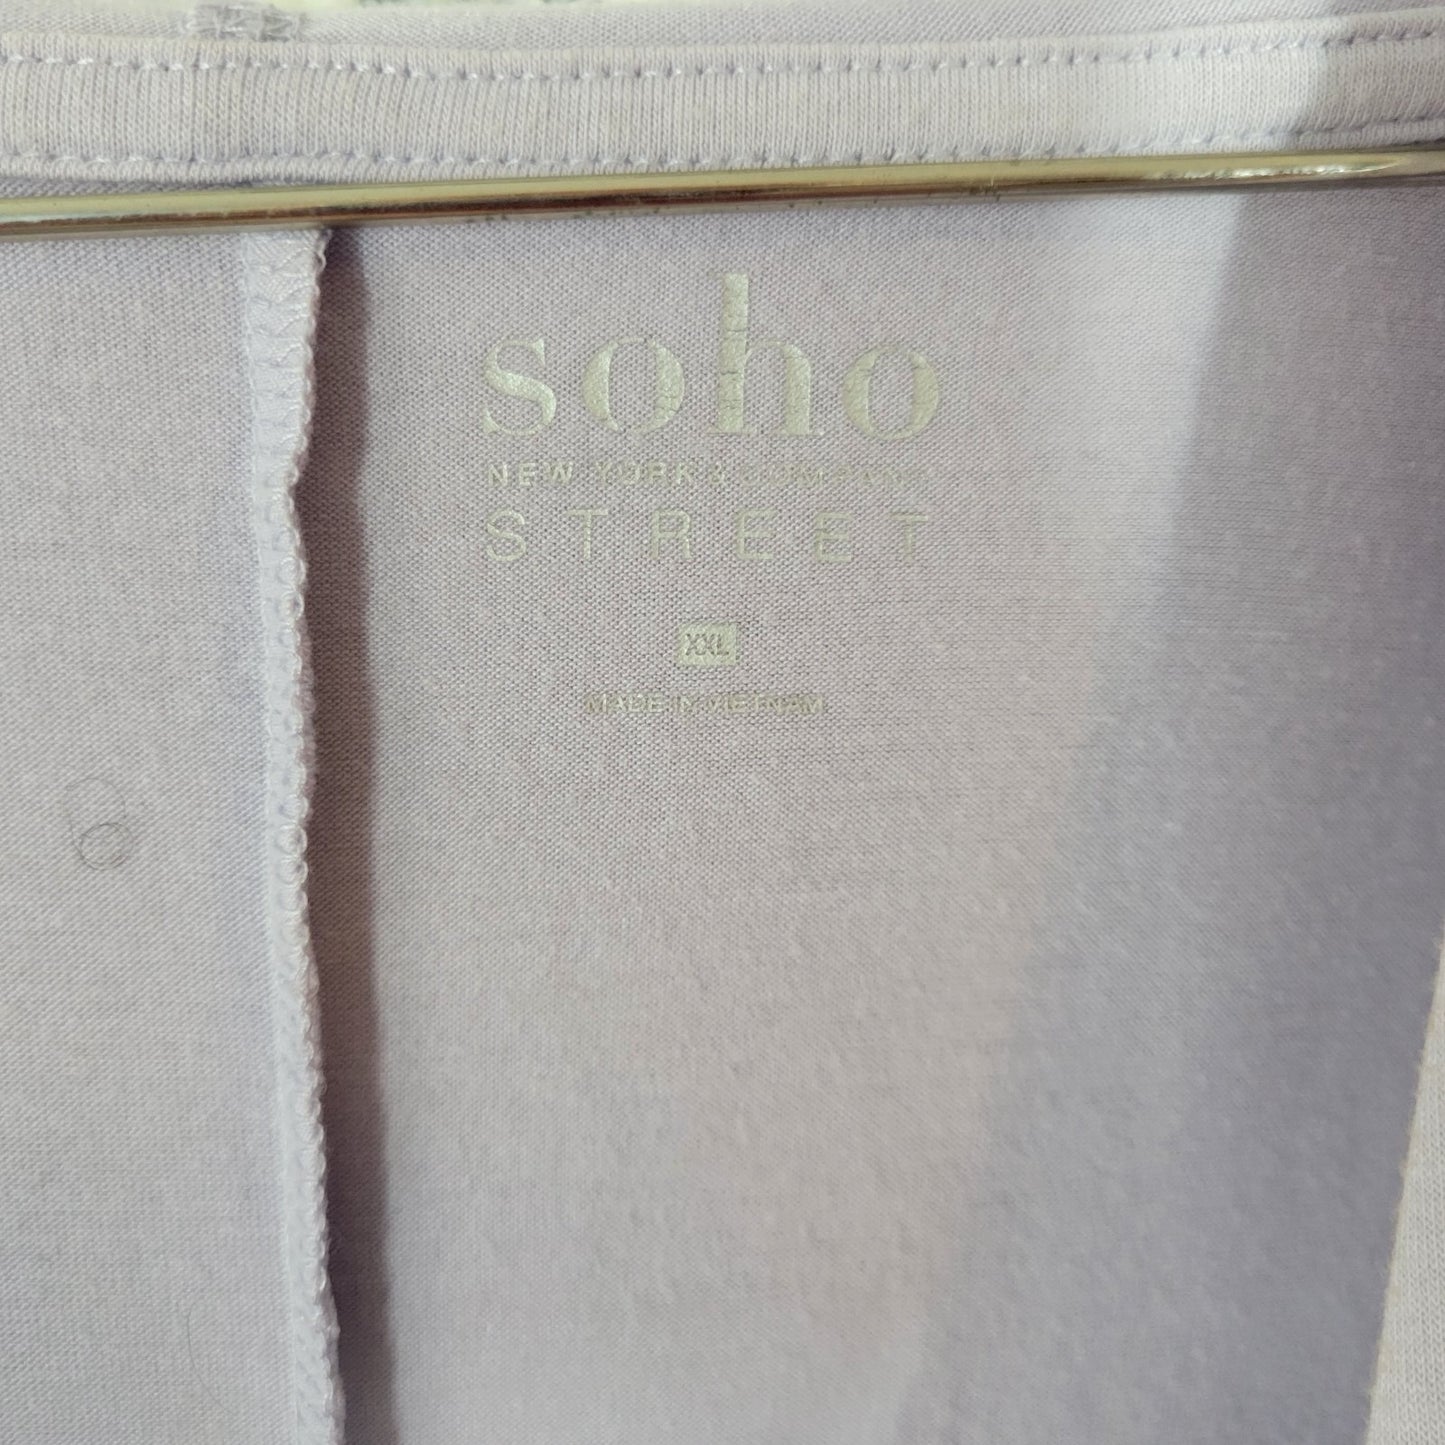 soho
NEW YORK & COMPANY
STREET
XXL
MADE IN VIETNAM